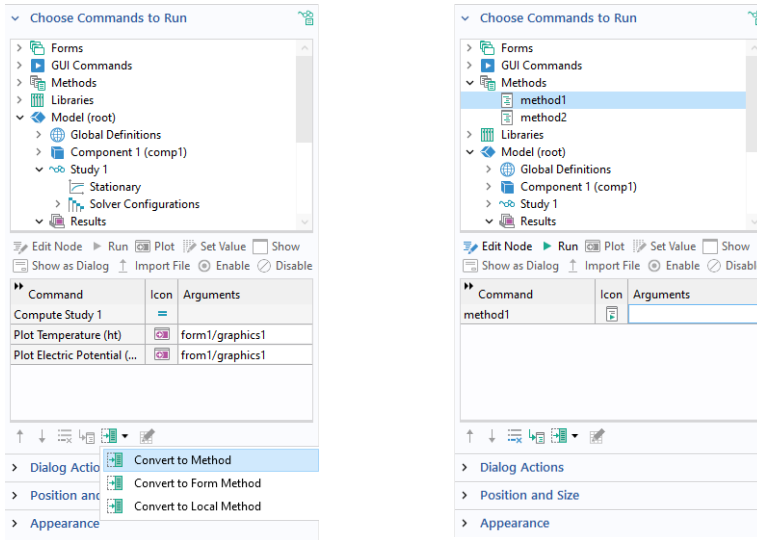 Choose Commands to Run
Forms
GUI Commands
Methods
Libraries
Model (root)
Global Definitions
Component 1 (comp1)
Study 1
Stationary
Solver Configurations
Results
Edit Node Run Plot Set Value Show
Show as Dialog Import File Enable Disable
Command Icon Arguments
Compute Study 1
Plot Temperature (ht) form1/graphics1
Plot Electric Potential (... from1/graphics1
Convert to Method
Convert to Form Method
Convert to Local Method
Dialog Actio
Position and
Appearance
Choose Commands to Run
Forms
GUI Commands
Methods
method1
method2
Libraries
Model (root)
Global Definitions
Component 1 (comp1)
Study 1
Results
Edit Node Run Plot Set Value Show
Show as Dialog Import File Enable Disabl
Command Icon Arguments
method1
Dialog Actions
Position and Size
Appearance